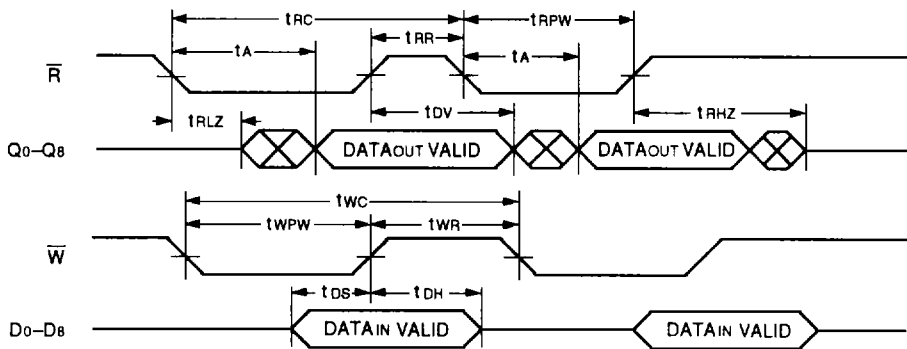 tRC tRPW
tA tRR tA
R
tDV tRHZ
tRLZ
Q0–Q8 DATAOUT VALID DATAOUT VALID
tWC
tWPW tWR
W
tDS tDH
D0–D8 DATAIN VALID DATAIN VALID